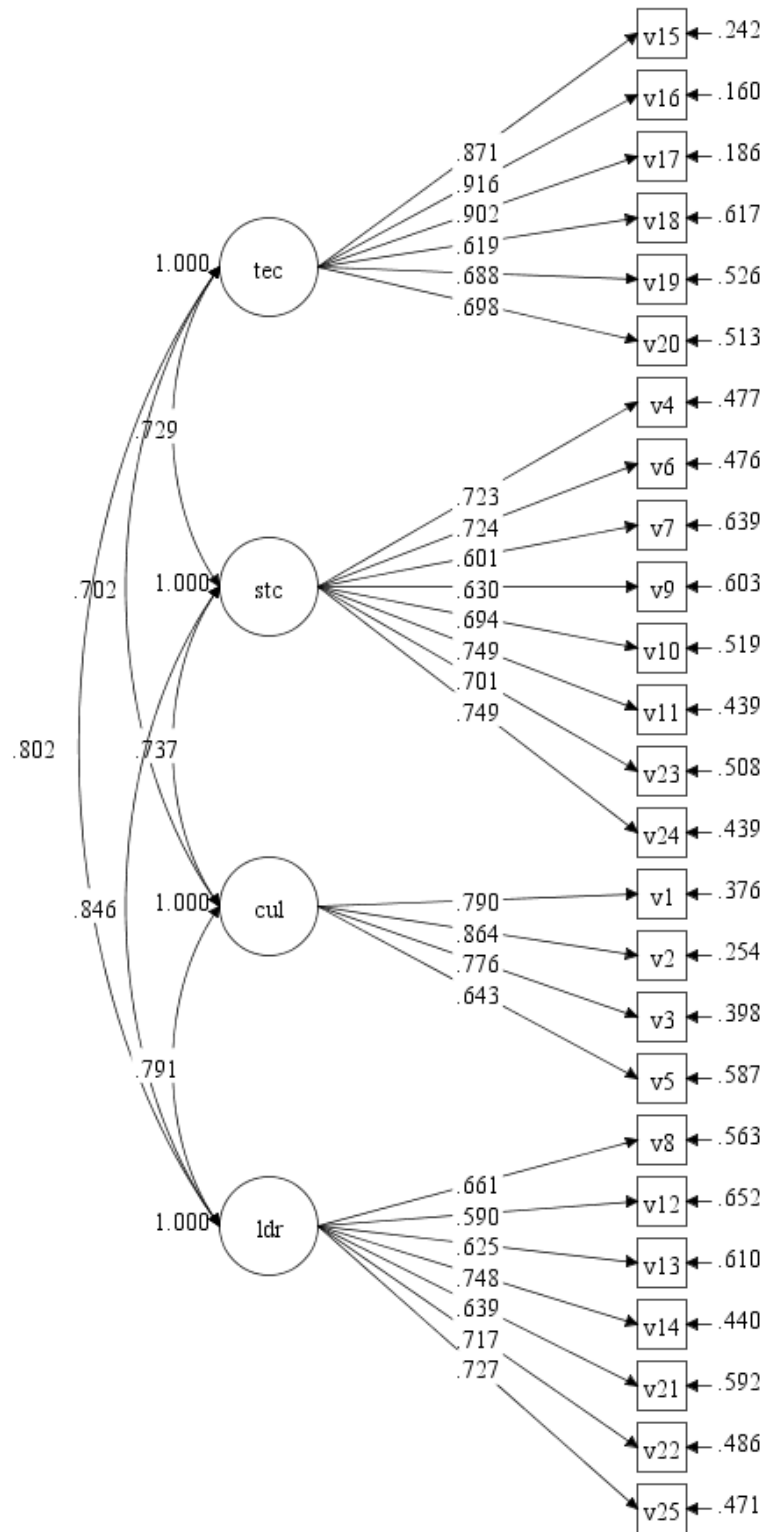 v15 .242
v16 .160
.871 v17 .186
.916
.902 v18 .617
.619
1.000 tec .688 v19 .526
.698
v20 .513
v4 .477
.729
v6 .476
.723
.724 v7 .639
.601
.702 1.000 stc .630 v9 .603
.694
.749 v10 .519
.701
.749 v11 .439
.802 .737
v23 .508
v24 .439
.846 1.000 cul .790 v1 .376
.864
.776 v2 .254
.643
v3 .398
.791 v5 .587
v8 .563
.661
1.000 ldr .590 v12 .652
.625
.748 v13 .610
.639
.717 v14 .440
.727
v21 .592
v22 .486
v25 .471